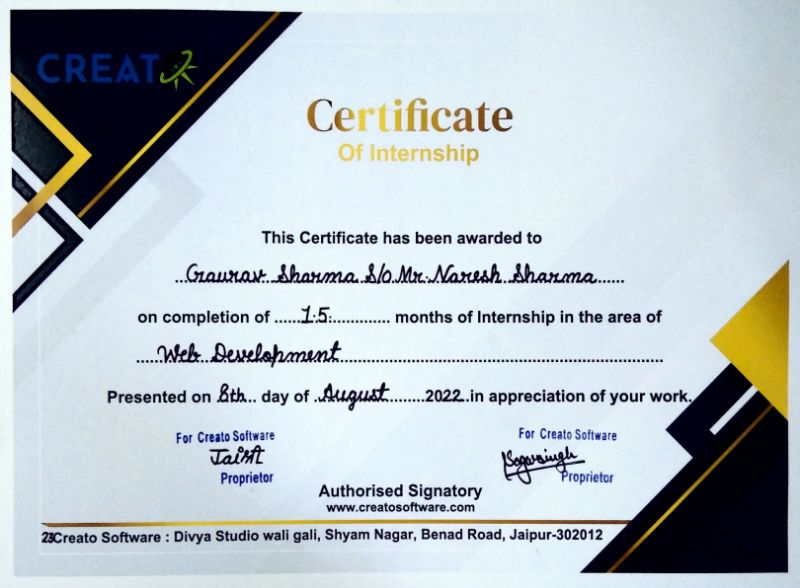 CREATO
Certificate
Of Internship
This Certificate has been awarded to
Gaurav Sharma S/o Mr. Naresh Sharma
on completion of ......1.5............. months of Internship in the area of
Web Development
Presented on 8th.. day of .August.........2022.in appreciation of your work.
For Creato Software
For Creato Software
Proprietor
Proprietor
Authorised Signatory
www.creatosoftware.com
Creato Software : Divya Studio wali gali, Shyam Nagar, Benad Road, Jaipur-302012